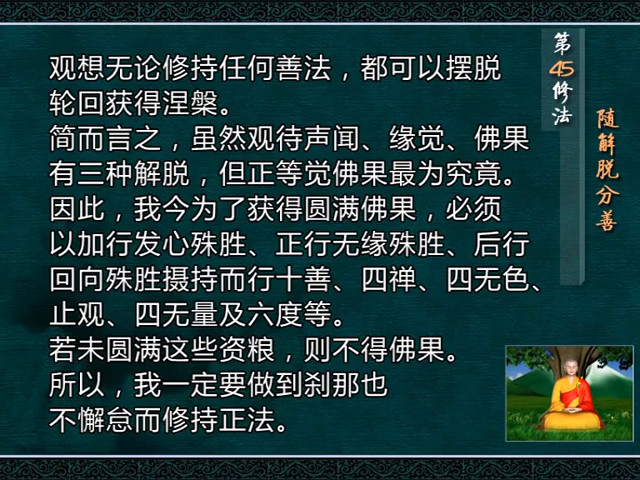 第45修法
随解脱分善
观想无论修持任何善法，都可以摆脱
轮回获得涅槃。
简而言之，虽然观待声闻、缘觉、佛果
有三种解脱，但正等觉佛果最为究竟。
因此，我今为了获得圆满佛果，必须
以加行发心殊胜、正行无缘殊胜、后行
回向殊胜摄持而行十善、四禅、四无色、
止观、四无量及六度等。
若未圆满这些资粮，则不得佛果。
所以，我一定要做到刹那也
不懈怠而修持正法。